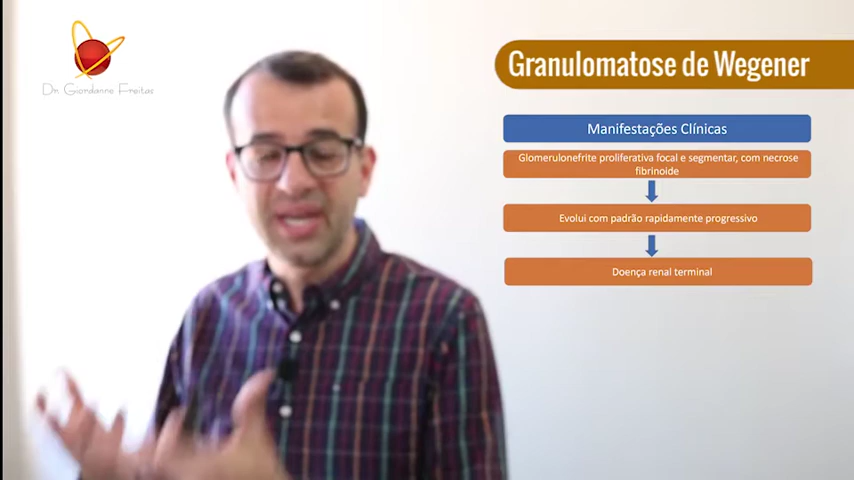 Dr. Giordanne Freitas
Granulomatose de Wegener
Manifestações Clínicas
Glomerulonefrite proliferativa focal e segmentar, com necrose
fibrinoide
Evolui com padrão rapidamente progressivo
Doença renal terminal